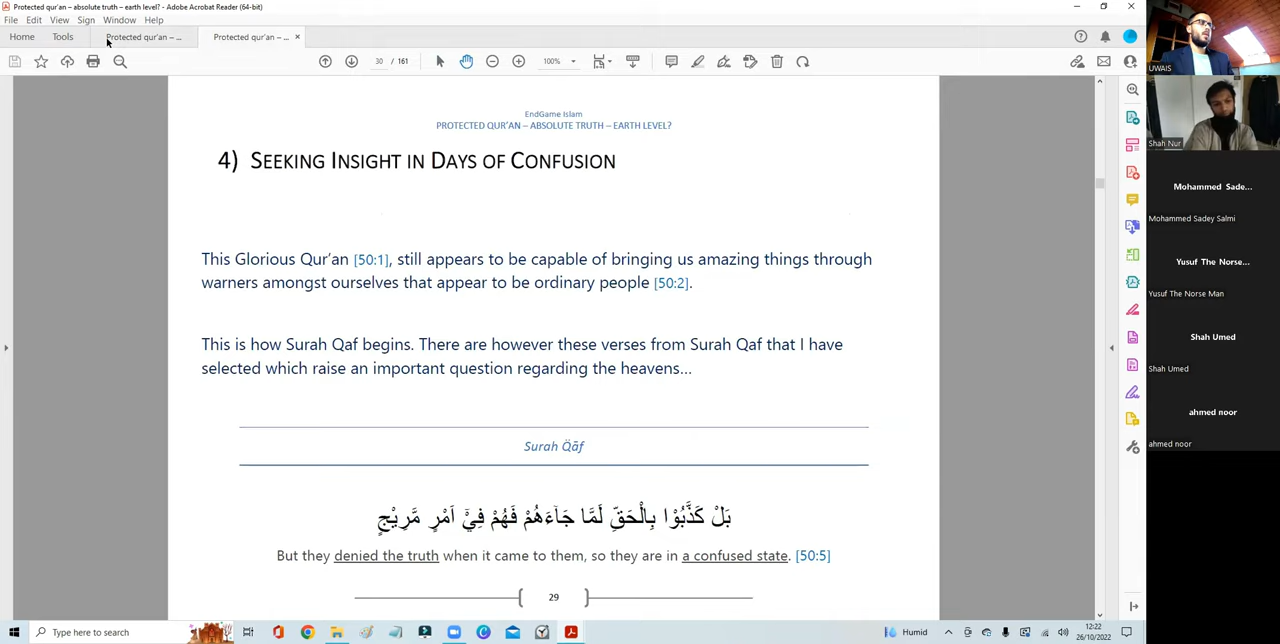 Protected qur'an – absolute truth – earth level? - Adobe Acrobat Reader (64-bit)
File Edit View Sign Window Help
Home Tools Protected qur'an – ... Protected qur'an – ... ×
30 / 161 100%
EndGame Islam
PROTECTED QUR'AN – ABSOLUTE TRUTH – EARTH LEVEL?
4) SEEKING INSIGHT IN DAYS OF CONFUSION
This Glorious Qur'an [50:1], still appears to be capable of bringing us amazing things through
warners amongst ourselves that appear to be ordinary people [50:2].
This is how Surah Qaf begins. There are however these verses from Surah Qaf that I have
selected which raise an important question regarding the heavens...
Surah Q̈āf
بَلْ كَذَّبُوْا بِالْحَقِّ لَمَّا جَآءَهُمْ فَهُمْ فِيْٓ اَمْرٍ مَّرِيْجٍ
But they denied the truth when it came to them, so they are in a confused state. [50:5]
29
UWAIS
Shah Nur
Mohammed Sade...
Mohammed Sadey Salmi
Yusuf The Norse...
Yusuf The Norse Man
Shah Umed
Shah Umed
ahmed noor
ahmed noor
Type here to search
Humid
12:22
26/10/2022